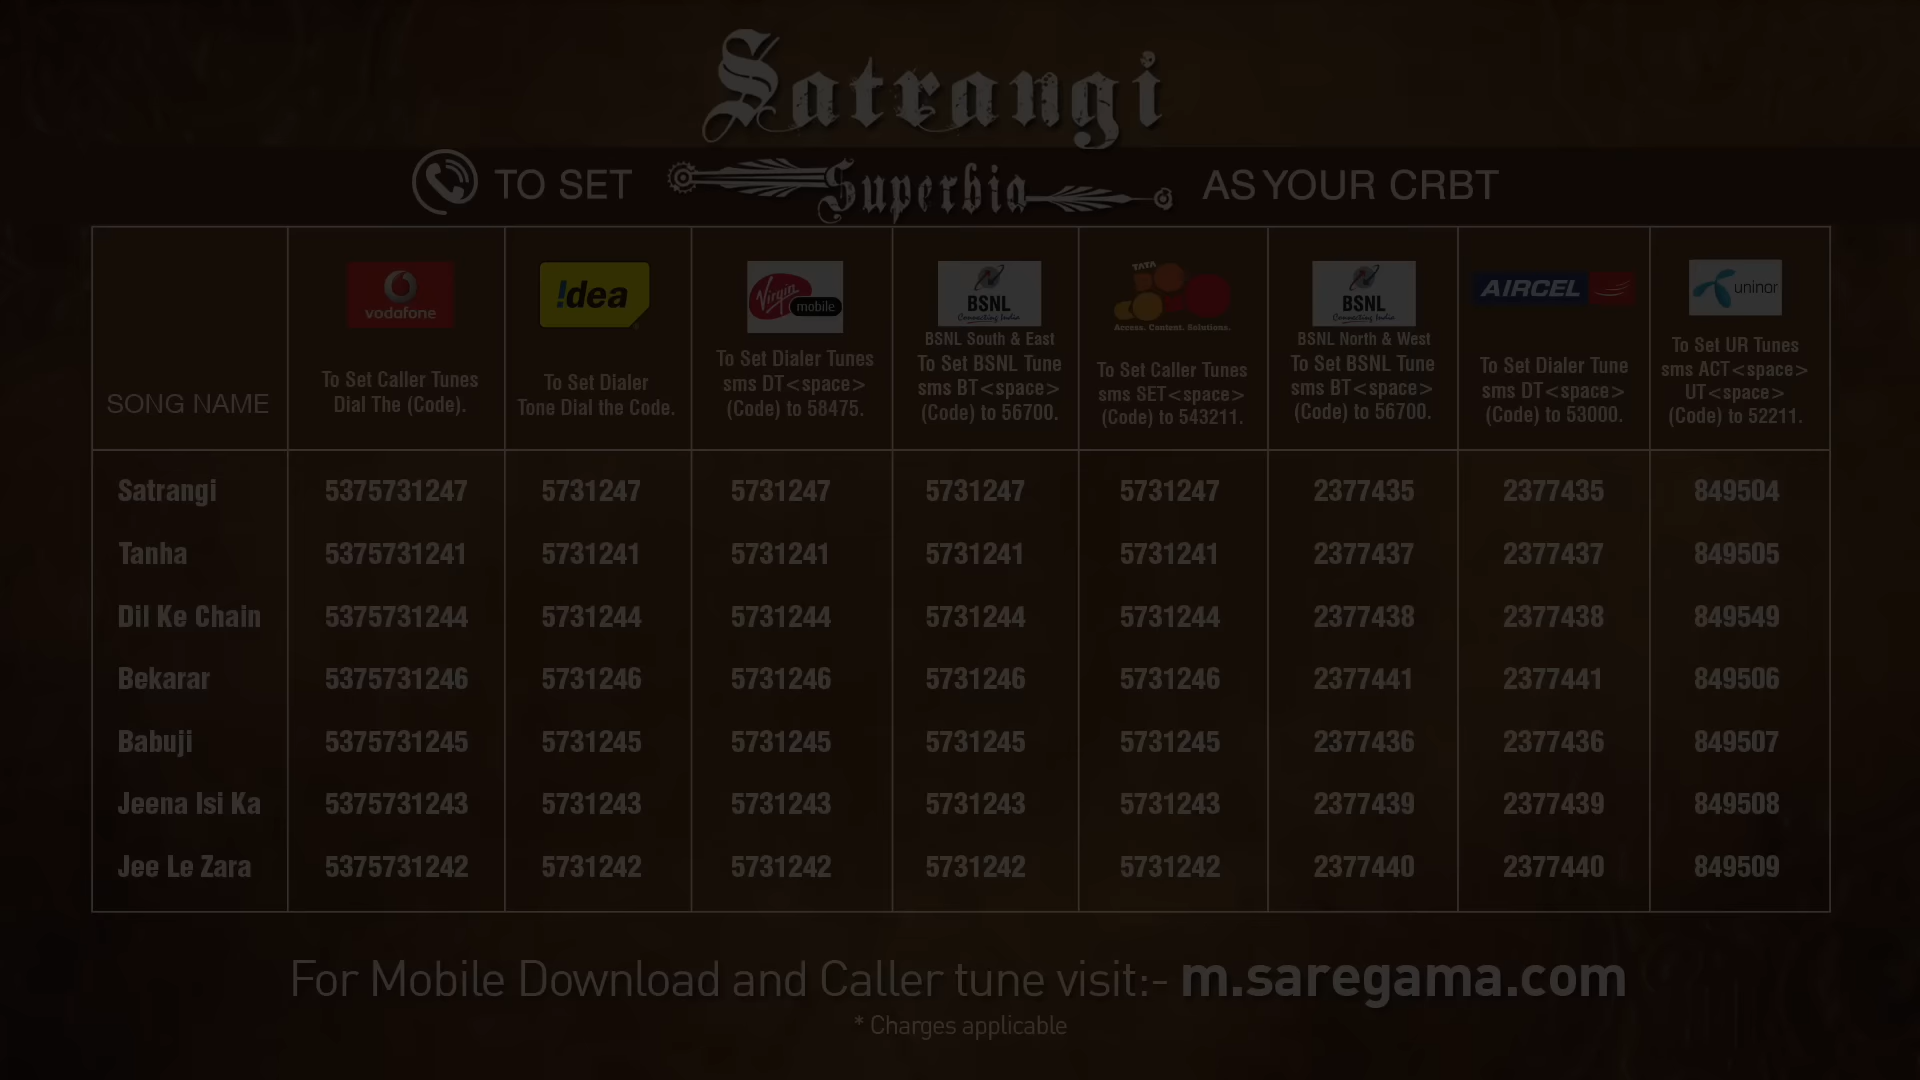 Satrangi
TO SET Superbia AS YOUR CRBT
SONG NAME
vodafone
To Set Caller Tunes
Dial The (Code).
!dea
To Set Dialer
Tone Dial the Code.
Virgin mobile
To Set Dialer Tunes
sms DT<space>
(Code) to 58475.
BSNL
Connecting India
BSNL South & East
To Set BSNL Tune
sms BT<space>
(Code) to 56700.
TATA
Access. Content. Solutions.
To Set Caller Tunes
sms SET<space>
(Code) to 543211.
BSNL
Connecting India
BSNL North & West
To Set BSNL Tune
sms BT<space>
(Code) to 56700.
AIRCEL
To Set Dialer Tune
sms DT<space>
(Code) to 53000.
uninor
To Set UR Tunes
sms ACT<space>
UT<space>
(Code) to 52211.
Satrangi 5375731247 5731247 5731247 5731247 5731247 2377435 2377435 849504
Tanha 5375731241 5731241 5731241 5731241 5731241 2377437 2377437 849505
Dil Ke Chain 5375731244 5731244 5731244 5731244 5731244 2377438 2377438 849549
Bekarar 5375731246 5731246 5731246 5731246 5731246 2377441 2377441 849506
Babuji 5375731245 5731245 5731245 5731245 5731245 2377436 2377436 849507
Jeena Isi Ka 5375731243 5731243 5731243 5731243 5731243 2377439 2377439 849508
Jee Le Zara 5375731242 5731242 5731242 5731242 5731242 2377440 2377440 849509
For Mobile Download and Caller tune visit:- m.saregama.com
* Charges applicable